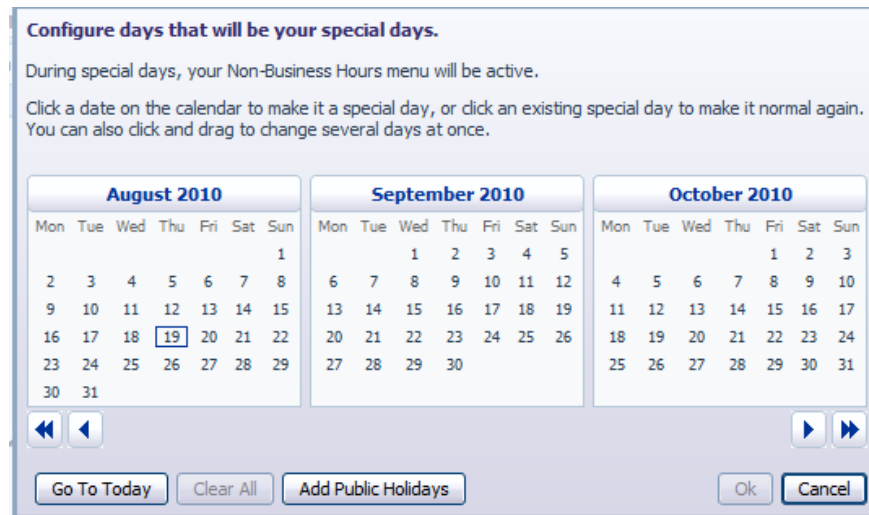 Configure days that will be your special days.
During special days, your Non-Business Hours menu will be active.
Click a date on the calendar to make it a special day, or click an existing special day to make it normal again.
You can also click and drag to change several days at once.
August 2010
Mon Tue Wed Thu Fri Sat Sun
1
2 3 4 5 6 7 8
9 10 11 12 13 14 15
16 17 18 19 20 21 22
23 24 25 26 27 28 29
30 31
September 2010
Mon Tue Wed Thu Fri Sat Sun
1 2 3 4 5
6 7 8 9 10 11 12
13 14 15 16 17 18 19
20 21 22 23 24 25 26
27 28 29 30
October 2010
Mon Tue Wed Thu Fri Sat Sun
1 2 3
4 5 6 7 8 9 10
11 12 13 14 15 16 17
18 19 20 21 22 23 24
25 26 27 28 29 30 31
Go To Today Clear All Add Public Holidays Ok Cancel